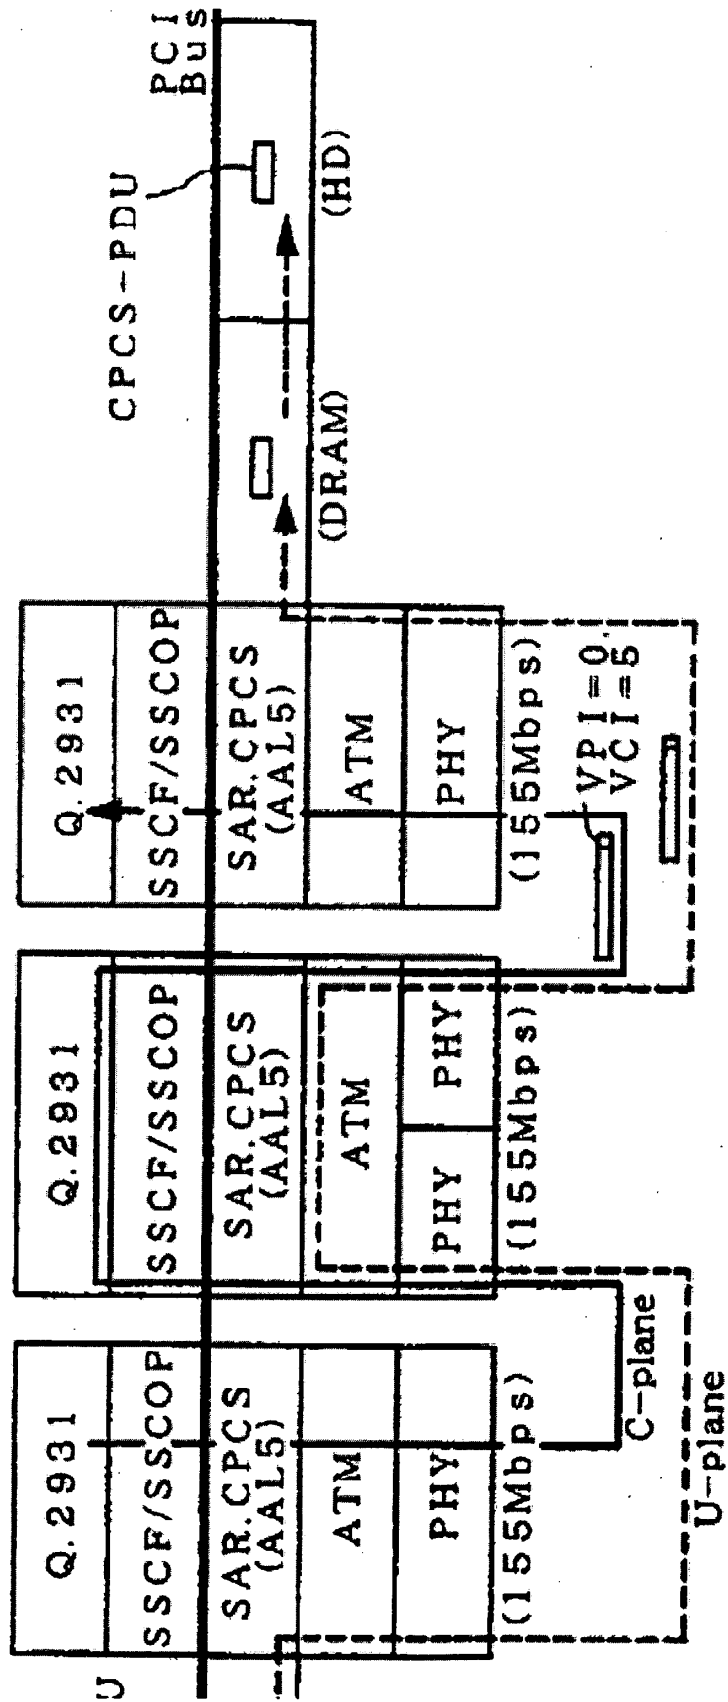 U
Q.2931
SSCF/SSCOP
SAR.CPCS
(AAL5)
ATM
PHY
(155Mbps)
Q.2931
SSCF/SSCOP
SAR.CPCS
(AAL5)
ATM
PHY
PHY
(155Mbps)
Q.2931
SSCF/SSCOP
SAR.CPCS
(AAL5)
ATM
PHY
(155Mbps)
CPCS-PDU
PCI
Bus
(DRAM)
(HD)
VPI=0,
VCI=5
C-plane
U-plane